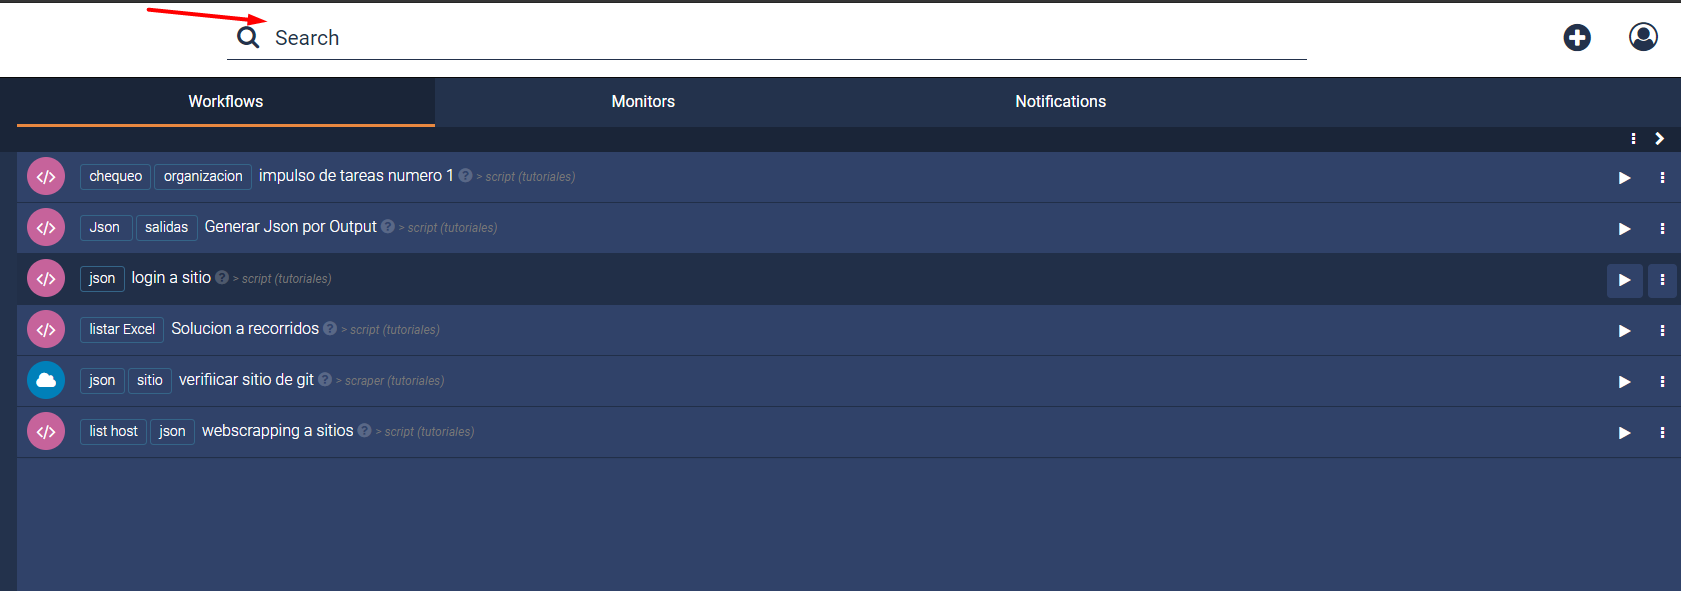 Search
Workflows Monitors Notifications
chequeo organizacion impulso de tareas numero 1 ? > script (tutoriales)
Json salidas Generar Json por Output ? > script (tutoriales)
json login a sitio ? > script (tutoriales)
listar Excel Solucion a recorridos ? > script (tutoriales)
json sitio verifiicar sitio de git ? > scraper (tutoriales)
list host json webscrapping a sitios ? > script (tutoriales)